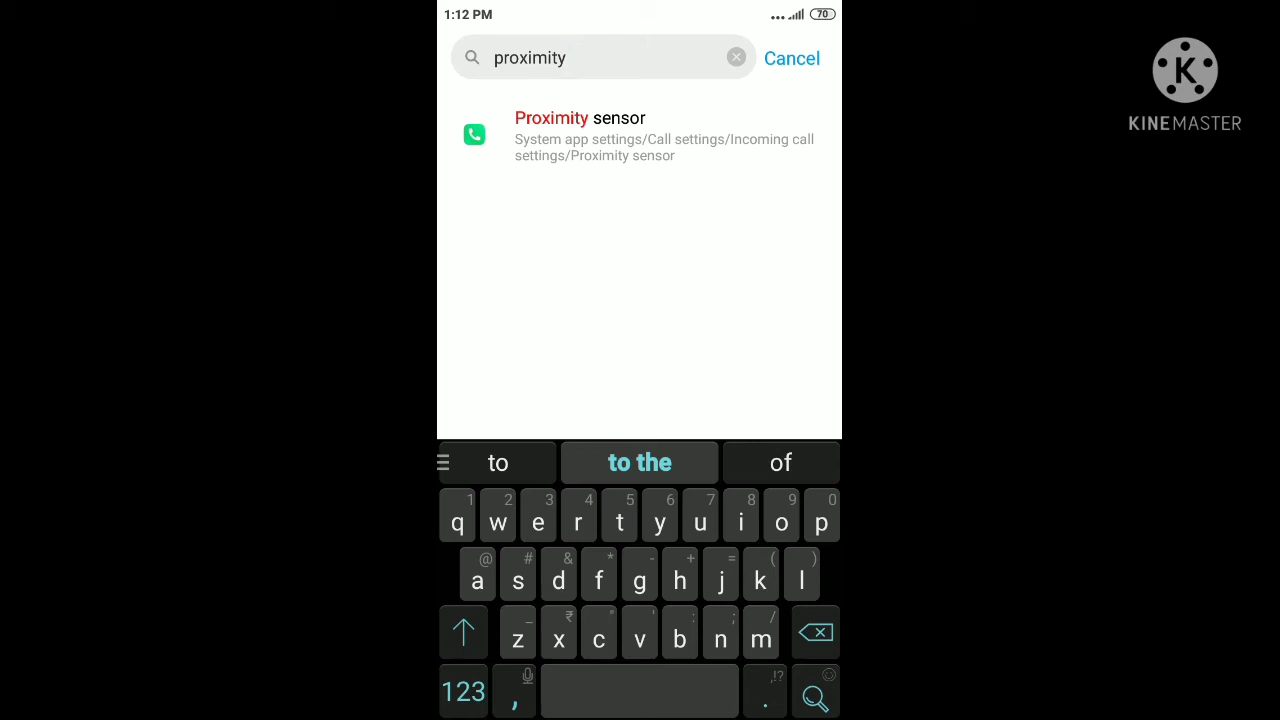 1:12 PM
70
proximity
Cancel
Proximity sensor
System app settings/Call settings/Incoming call
settings/Proximity sensor
K
KINEMASTER
to
to the
of
1 2 3 4 5 6 7 8 9 0
q w e r t y u i o p
@ # & * - + = ( )
a s d f g h j k l
_ ₹ " ' : ; /
z x c v b n m
,!?
123 , .